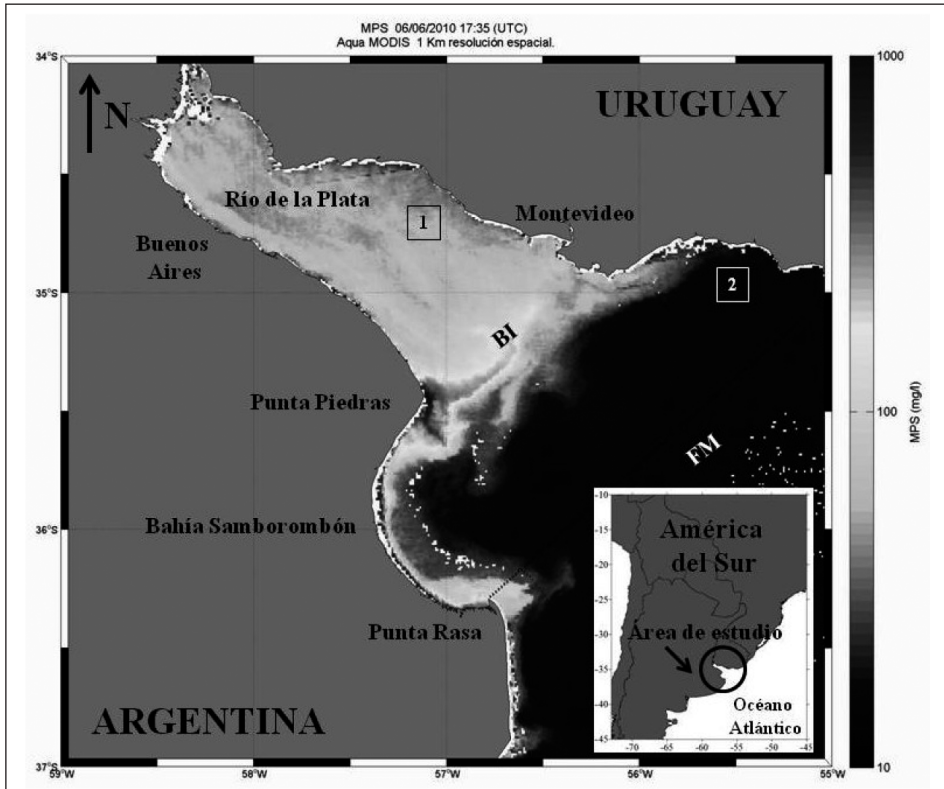 MPS 06/06/2010 17:35 (UTC)
Aqua MODIS 1 Km resolución espacial.
34°S
1000
N
URUGUAY
Río de la Plata
1
Montevideo
Buenos
Aires
35°S
2
BI
Punta Piedras
100
MPS (mg/l)
FM
Bahía Samborombón
36°S
Punta Rasa
ARGENTINA
37°S
10
59°W
58°W
57°W
56°W
55°W
-10
-15
-20
-25
-30
-35
-40
-45
América
del Sur
Área de estudio
Océano
Atlántico
-70 -65 -60 -55 -50 -45